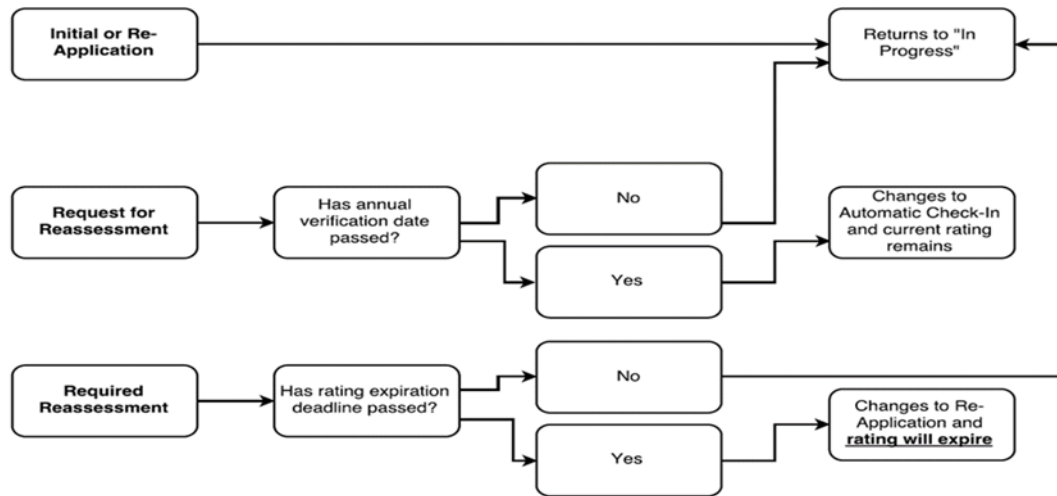 Initial or Re-
Application
Returns to "In
Progress"
Request for
Reassessment
Has annual
verification date
passed?
No
Yes
Changes to
Automatic Check-In
and current rating
remains
Required
Reassessment
Has rating expiration
deadline passed?
No
Yes
Changes to Re-
Application and
rating will expire